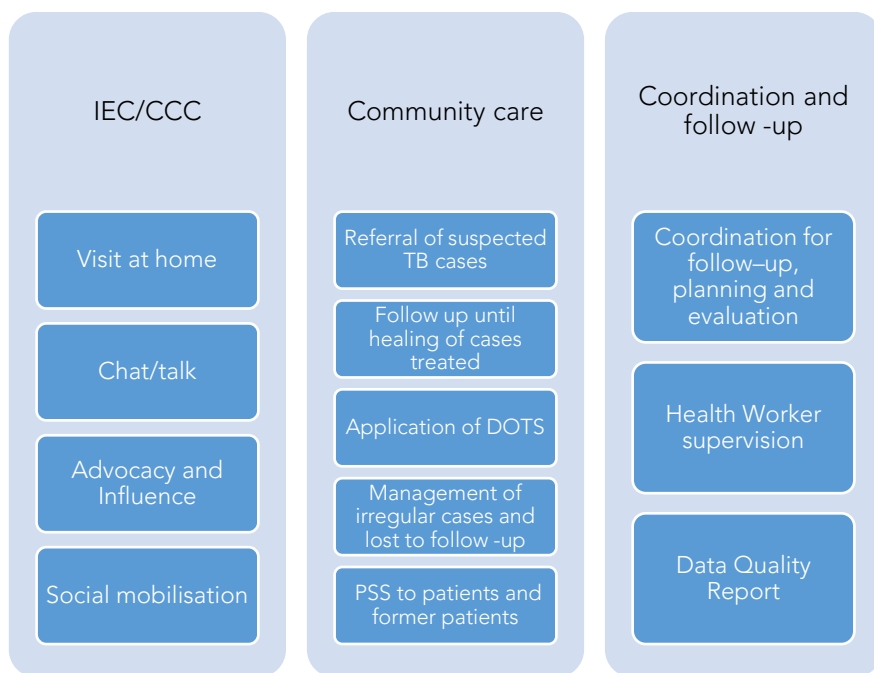 IEC/CCC
Visit at home
Chat/talk
Advocacy and
Influence
Social mobilisation
Community care
Referral of suspected
TB cases
Follow up until
healing of cases
treated
Application of DOTS
Management of
irregular cases and
lost to follow -up
PSS to patients and
former patients
Coordination and
follow -up
Coordination for
follow–up,
planning and
evaluation
Health Worker
supervision
Data Quality
Report